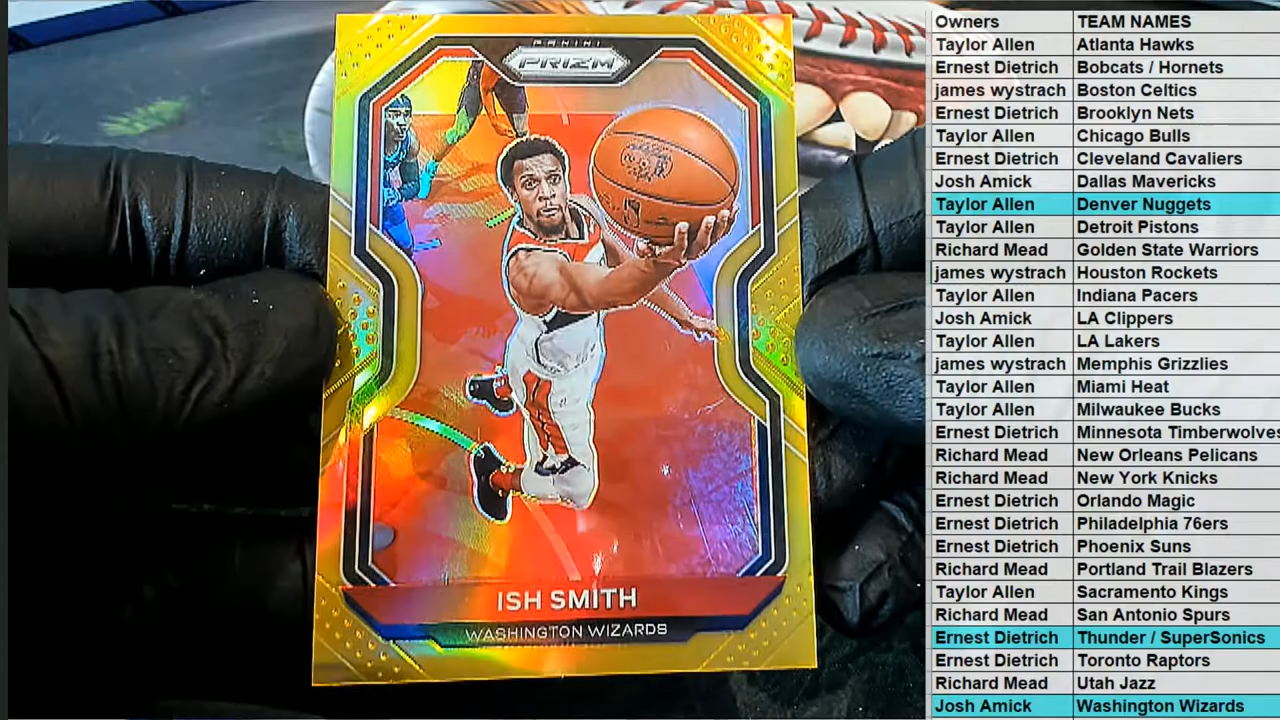 PANINI
PRIZM
ISH SMITH
WASHINGTON WIZARDS
Owners TEAM NAMES
Taylor Allen Atlanta Hawks
Ernest Dietrich Bobcats / Hornets
james wystrach Boston Celtics
Ernest Dietrich Brooklyn Nets
Taylor Allen Chicago Bulls
Ernest Dietrich Cleveland Cavaliers
Josh Amick Dallas Mavericks
Taylor Allen Denver Nuggets
Taylor Allen Detroit Pistons
Richard Mead Golden State Warriors
james wystrach Houston Rockets
Taylor Allen Indiana Pacers
Josh Amick LA Clippers
Taylor Allen LA Lakers
james wystrach Memphis Grizzlies
Taylor Allen Miami Heat
Taylor Allen Milwaukee Bucks
Ernest Dietrich Minnesota Timberwolves
Richard Mead New Orleans Pelicans
Richard Mead New York Knicks
Ernest Dietrich Orlando Magic
Ernest Dietrich Philadelphia 76ers
Ernest Dietrich Phoenix Suns
Richard Mead Portland Trail Blazers
Taylor Allen Sacramento Kings
Richard Mead San Antonio Spurs
Ernest Dietrich Thunder / SuperSonics
Ernest Dietrich Toronto Raptors
Richard Mead Utah Jazz
Josh Amick Washington Wizards